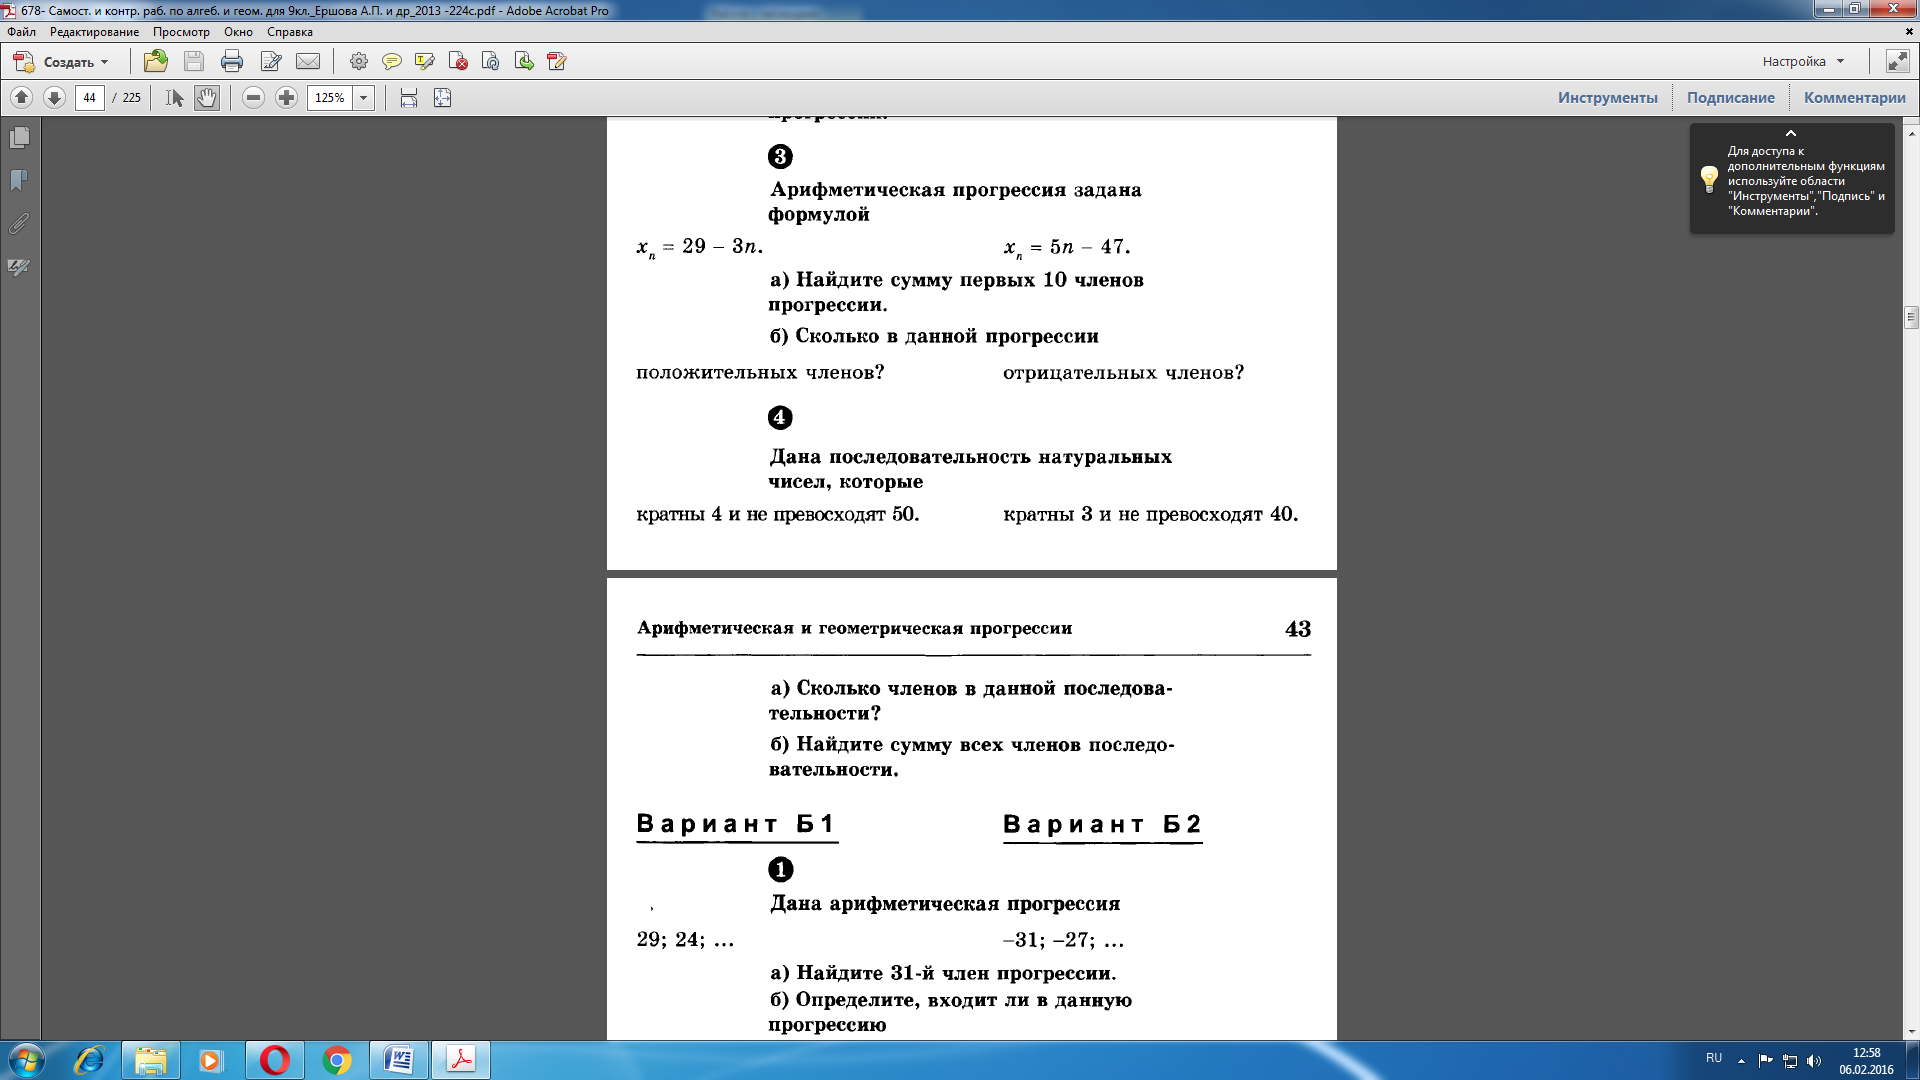 678- Самост. и контр. раб. по алгеб. и геом. для 9кл._Ершова А.П. и др_2013 -224с.pdf - Adobe Acrobat Pro
Файл Редактирование Просмотр Окно Справка
Создать
Настройка
44 / 225
125%
Инструменты Подписание Комментарии
Для доступа к
дополнительным функциям
используйте области
"Инструменты","Подпись" и
"Комментарии".
прогрессии.
3
Арифметическая прогрессия задана
формулой
xₙ = 29 – 3n. xₙ = 5n – 47.
а) Найдите сумму первых 10 членов
прогрессии.
б) Сколько в данной прогрессии
положительных членов? отрицательных членов?
4
Дана последовательность натуральных
чисел, которые
кратны 4 и не превосходят 50. кратны 3 и не превосходят 40.
Арифметическая и геометрическая прогрессии 43
а) Сколько членов в данной последова-
тельности?
б) Найдите сумму всех членов последо-
вательности.
Вариант Б1 Вариант Б2
1
Дана арифметическая прогрессия
29; 24; ... –31; –27; ...
а) Найдите 31-й член прогрессии.
б) Определите, входит ли в данную
прогрессию
RU
12:58
06.02.2016